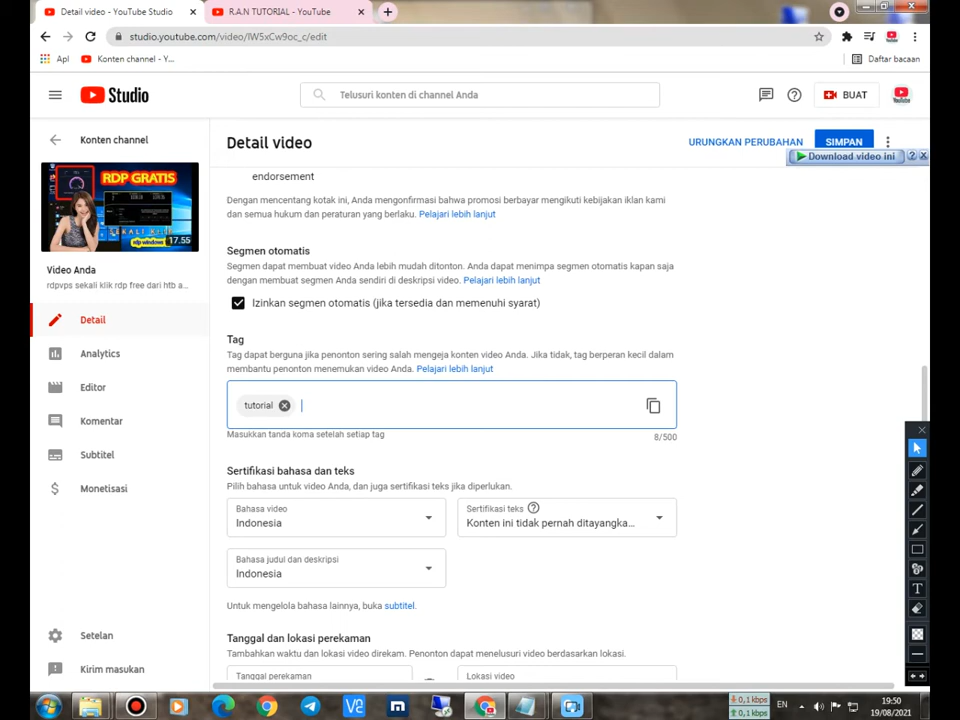 Detail video - YouTube Studio
R.A.N TUTORIAL - YouTube
studio.youtube.com/video/IW5xCw9oc_c/edit
Apl
Konten channel - Y...
Daftar bacaan
Studio
Telusuri konten di channel Anda
BUAT
Konten channel
Detail video
URUNGKAN PERUBAHAN
SIMPAN
Download video ini
RDP GRATIS
SEKALI KLIK
rdp windows
17.55
Video Anda
rdpvps sekali klik rdp free dari htb a...
Detail
Analytics
Editor
Komentar
Subtitel
Monetisasi
Setelan
Kirim masukan
endorsement
Dengan mencentang kotak ini, Anda mengonfirmasi bahwa promosi berbayar mengikuti kebijakan iklan kami
dan semua hukum dan peraturan yang berlaku. Pelajari lebih lanjut
Segmen otomatis
Segmen dapat membuat video Anda lebih mudah ditonton. Anda dapat menimpa segmen otomatis kapan saja
dengan membuat segmen Anda sendiri di deskripsi video. Pelajari lebih lanjut
Izinkan segmen otomatis (jika tersedia dan memenuhi syarat)
Tag
Tag dapat berguna jika penonton sering salah mengeja konten video Anda. Jika tidak, tag berperan kecil dalam
membantu penonton menemukan video Anda. Pelajari lebih lanjut
tutorial
Masukkan tanda koma setelah setiap tag
8/500
Sertifikasi bahasa dan teks
Pilih bahasa untuk video Anda, dan juga sertifikasi teks jika diperlukan.
Bahasa video
Indonesia
Sertifikasi teks
Konten ini tidak pernah ditayangka...
Bahasa judul dan deskripsi
Indonesia
Untuk mengelola bahasa lainnya, buka subtitel.
Tanggal dan lokasi perekaman
Tambahkan waktu dan lokasi video direkam. Penonton dapat menelusuri video berdasarkan lokasi.
Tanggal perekaman
Lokasi video
0,1 kbps
0,1 kbps
EN
19:50
19/08/2021